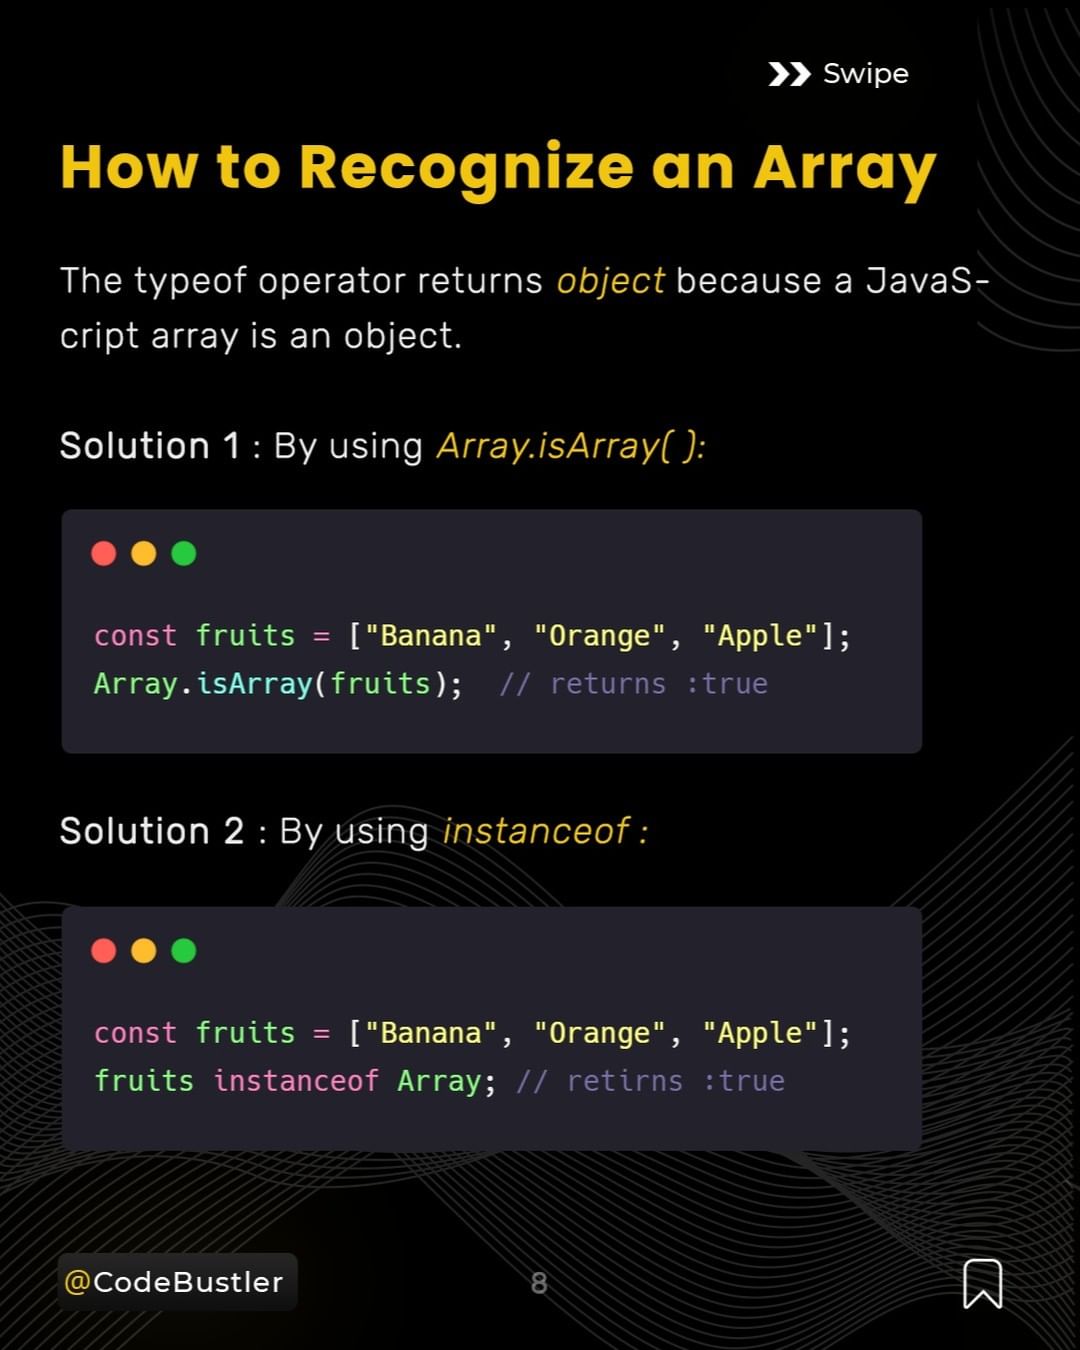 Swipe
How to Recognize an Array
The typeof operator returns object because a JavaS-
cript array is an object.
Solution 1 : By using Array.isArray( ):
const fruits = ["Banana", "Orange", "Apple"];
Array.isArray(fruits);  // returns :true
Solution 2 : By using instanceof :
const fruits = ["Banana", "Orange", "Apple"];
fruits instanceof Array; // retirns :true
@CodeBustler
8